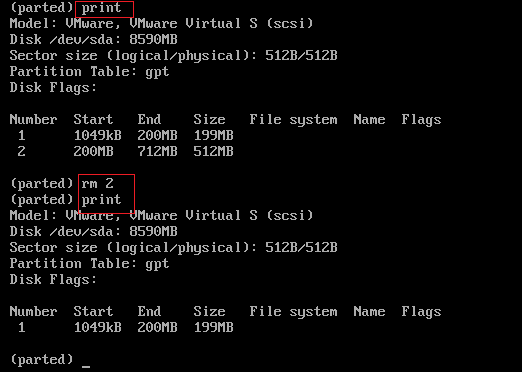 (parted) print
Model: VMware, VMware Virtual S (scsi)
Disk /dev/sda: 8590MB
Sector size (logical/physical): 512B/512B
Partition Table: gpt
Disk Flags:
Number  Start   End    Size   File system  Name  Flags
 1      1049kB  200MB  199MB
 2      200MB   712MB  512MB
(parted) rm 2
(parted) print
Model: VMware, VMware Virtual S (scsi)
Disk /dev/sda: 8590MB
Sector size (logical/physical): 512B/512B
Partition Table: gpt
Disk Flags:
Number  Start   End    Size   File system  Name  Flags
 1      1049kB  200MB  199MB
(parted) _